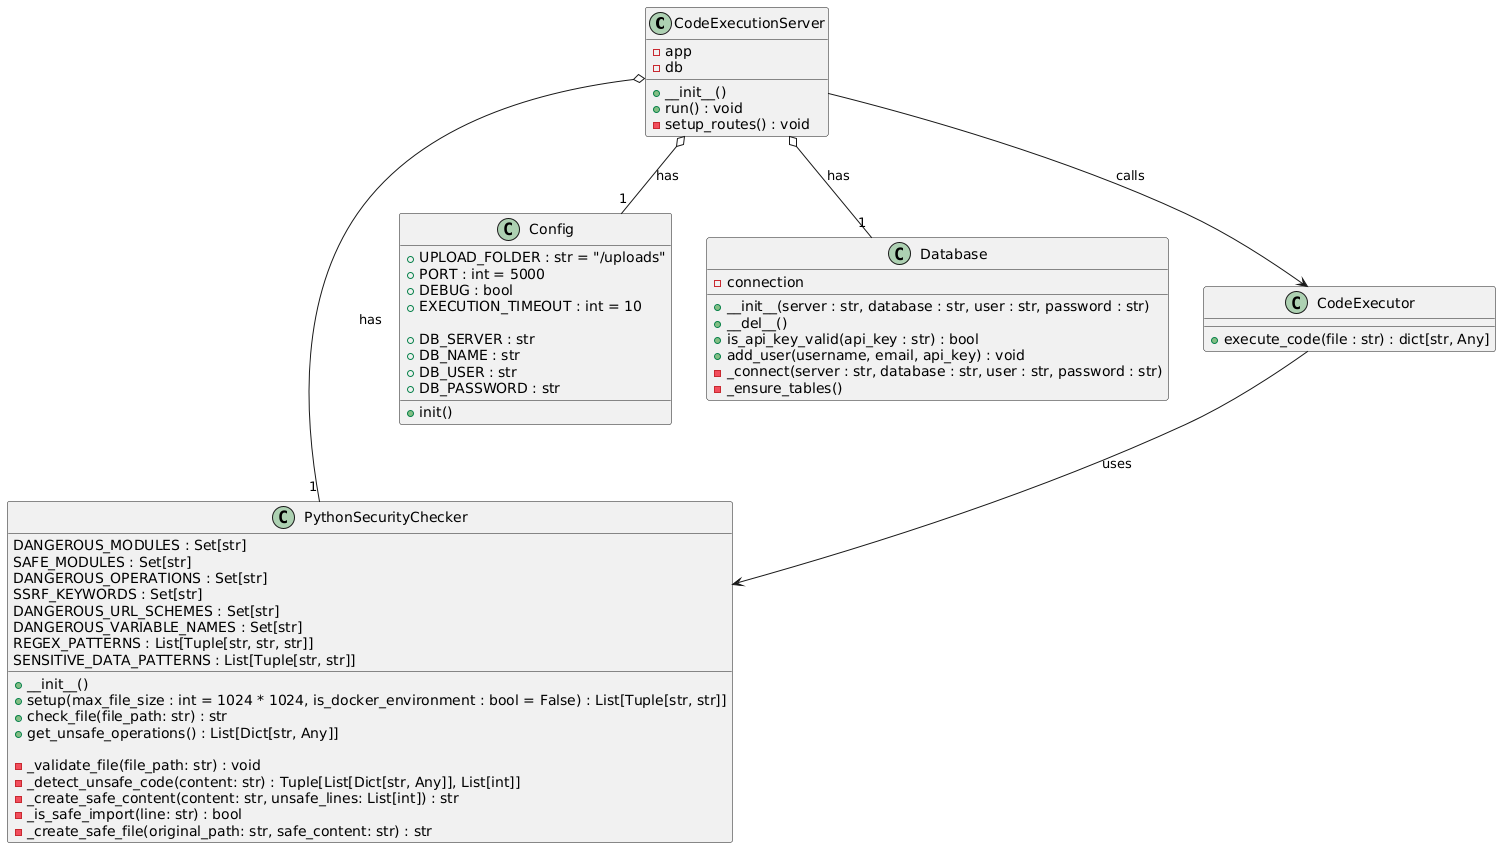 C CodeExecutionServer
app
db
__init__()
run() : void
setup_routes() : void
has
has
has
calls
1
1
1
C Config
UPLOAD_FOLDER : str = "/uploads"
PORT : int = 5000
DEBUG : bool
EXECUTION_TIMEOUT : int = 10
DB_SERVER : str
DB_NAME : str
DB_USER : str
DB_PASSWORD : str
init()
C Database
connection
__init__(server : str, database : str, user : str, password : str)
__del__()
is_api_key_valid(api_key : str) : bool
add_user(username, email, api_key) : void
_connect(server : str, database : str, user : str, password : str)
_ensure_tables()
C CodeExecutor
execute_code(file : str) : dict[str, Any]
uses
C PythonSecurityChecker
DANGEROUS_MODULES : Set[str]
SAFE_MODULES : Set[str]
DANGEROUS_OPERATIONS : Set[str]
SSRF_KEYWORDS : Set[str]
DANGEROUS_URL_SCHEMES : Set[str]
DANGEROUS_VARIABLE_NAMES : Set[str]
REGEX_PATTERNS : List[Tuple[str, str, str]]
SENSITIVE_DATA_PATTERNS : List[Tuple[str, str]]
__init__()
setup(max_file_size : int = 1024 * 1024, is_docker_environment : bool = False) : List[Tuple[str, str]]
check_file(file_path: str) : str
get_unsafe_operations() : List[Dict[str, Any]]
_validate_file(file_path: str) : void
_detect_unsafe_code(content: str) : Tuple[List[Dict[str, Any]], List[int]]
_create_safe_content(content: str, unsafe_lines: List[int]) : str
_is_safe_import(line: str) : bool
_create_safe_file(original_path: str, safe_content: str) : str